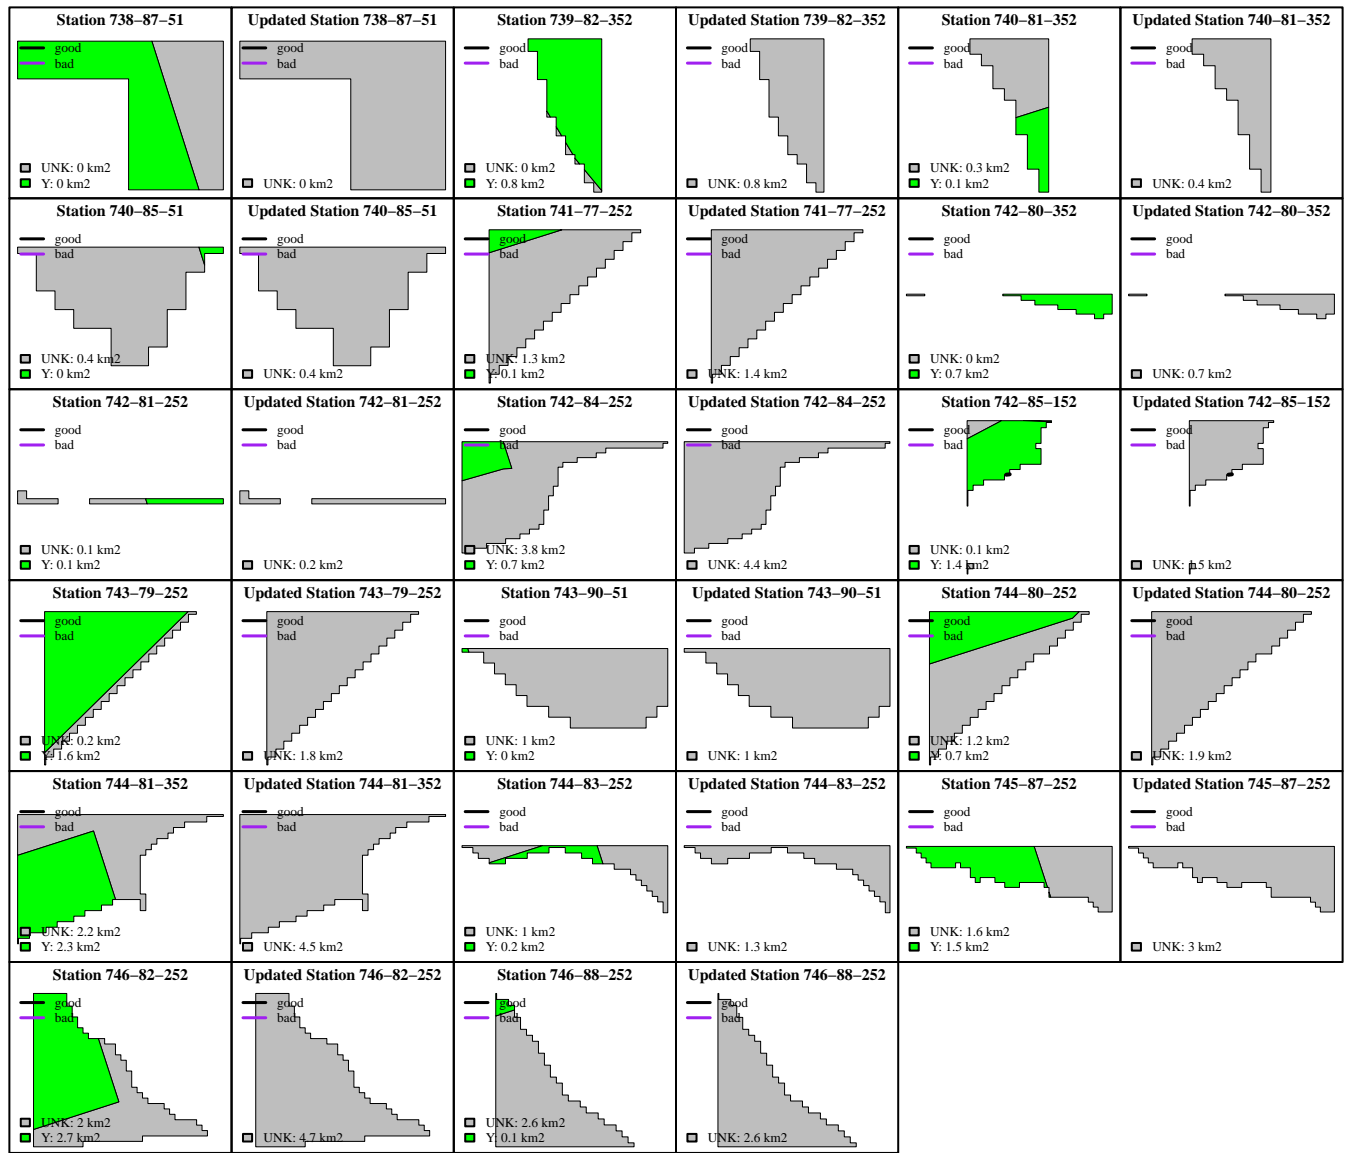 Station 738−87−51
good
bad
UNK: 0 km2
Y: 0 km2
Updated Station 738−87−51
good
bad
UNK: 0 km2
Station 739−82−352
good
bad
UNK: 0 km2
Y: 0.8 km2
Updated Station 739−82−352
good
bad
UNK: 0.8 km2
Station 740−81−352
good
bad
UNK: 0.3 km2
Y: 0.1 km2
Updated Station 740−81−352
good
bad
UNK: 0.4 km2
Station 740−85−51
good
bad
UNK: 0.4 km2
Y: 0 km2
Updated Station 740−85−51
good
bad
UNK: 0.4 km2
Station 741−77−252
good
bad
UNK: 1.3 km2
Y: 0.1 km2
Updated Station 741−77−252
good
bad
UNK: 1.4 km2
Station 742−80−352
good
bad
UNK: 0 km2
Y: 0.7 km2
Updated Station 742−80−352
good
bad
UNK: 0.7 km2
Station 742−81−252
good
bad
UNK: 0.1 km2
Y: 0.1 km2
Updated Station 742−81−252
good
bad
UNK: 0.2 km2
Station 742−84−252
good
bad
UNK: 3.8 km2
Y: 0.7 km2
Updated Station 742−84−252
good
bad
UNK: 4.4 km2
Station 742−85−152
good
bad
UNK: 0.1 km2
Y: 1.4 km2
Updated Station 742−85−152
good
bad
UNK: 1.5 km2
Station 743−79−252
good
bad
UNK: 0.2 km2
Y: 1.6 km2
Updated Station 743−79−252
good
bad
UNK: 1.8 km2
Station 743−90−51
good
bad
UNK: 1 km2
Y: 0 km2
Updated Station 743−90−51
good
bad
UNK: 1 km2
Station 744−80−252
good
bad
UNK: 1.2 km2
Y: 0.7 km2
Updated Station 744−80−252
good
bad
UNK: 1.9 km2
Station 744−81−352
good
bad
UNK: 2.2 km2
Y: 2.3 km2
Updated Station 744−81−352
good
bad
UNK: 4.5 km2
Station 744−83−252
good
bad
UNK: 1 km2
Y: 0.2 km2
Updated Station 744−83−252
good
bad
UNK: 1.3 km2
Station 745−87−252
good
bad
UNK: 1.6 km2
Y: 1.5 km2
Updated Station 745−87−252
good
bad
UNK: 3 km2
Station 746−82−252
good
bad
UNK: 2 km2
Y: 2.7 km2
Updated Station 746−82−252
good
bad
UNK: 4.7 km2
Station 746−88−252
good
bad
UNK: 2.6 km2
Y: 0.1 km2
Updated Station 746−88−252
good
bad
UNK: 2.6 km2